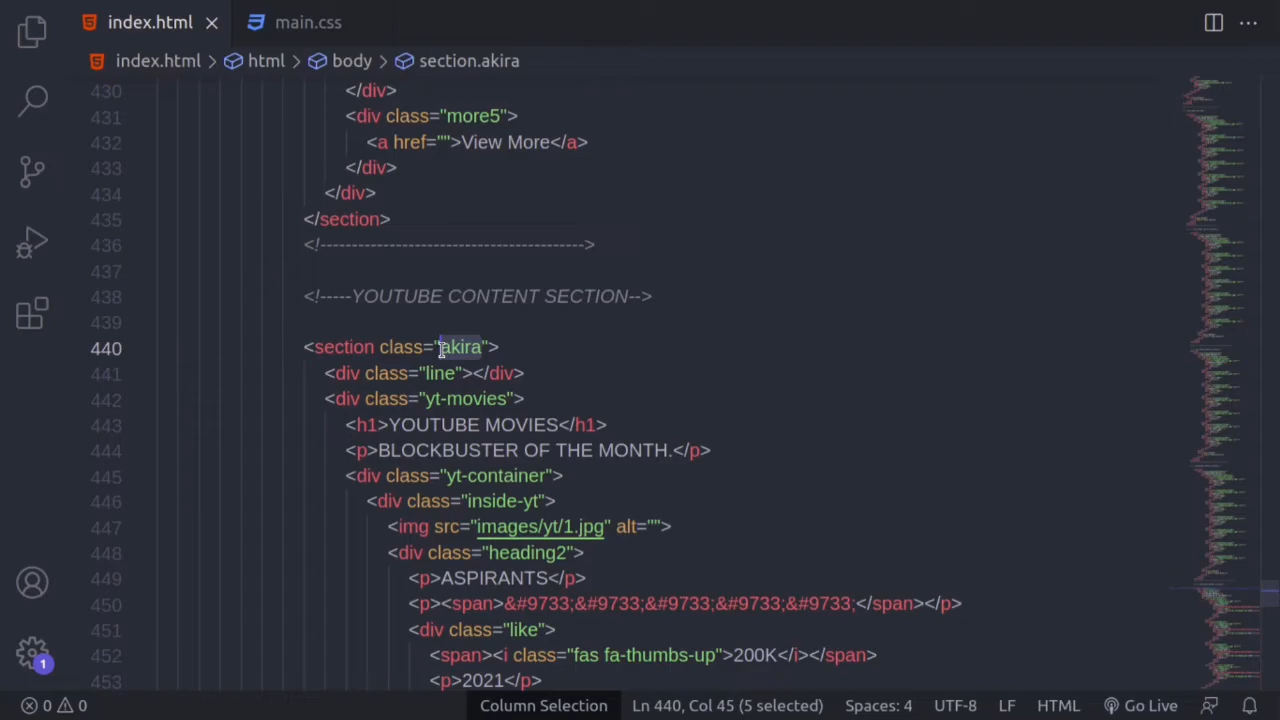 index.html
main.css
index.html > html > body > section.akira
430 </div>
431 <div class="more5">
432 <a href="">View More</a>
433 </div>
434 </div>
435 </section>
436 <!------------------------------------------>
437
438 <!-----YOUTUBE CONTENT SECTION-->
439
440 <section class="akira">
441 <div class="line"></div>
442 <div class="yt-movies">
443 <h1>YOUTUBE MOVIES</h1>
444 <p>BLOCKBUSTER OF THE MONTH.</p>
445 <div class="yt-container">
446 <div class="inside-yt">
447 <img src="images/yt/1.jpg" alt="">
448 <div class="heading2">
449 <p>ASPIRANTS</p>
450 <p><span>&#9733;&#9733;&#9733;&#9733;&#9733;</span></p>
451 <div class="like">
452 <span><i class="fas fa-thumbs-up">200K</i></span>
453 <p>2021</p>
1
0 0 Column Selection Ln 440, Col 45 (5 selected) Spaces: 4 UTF-8 LF HTML Go Live